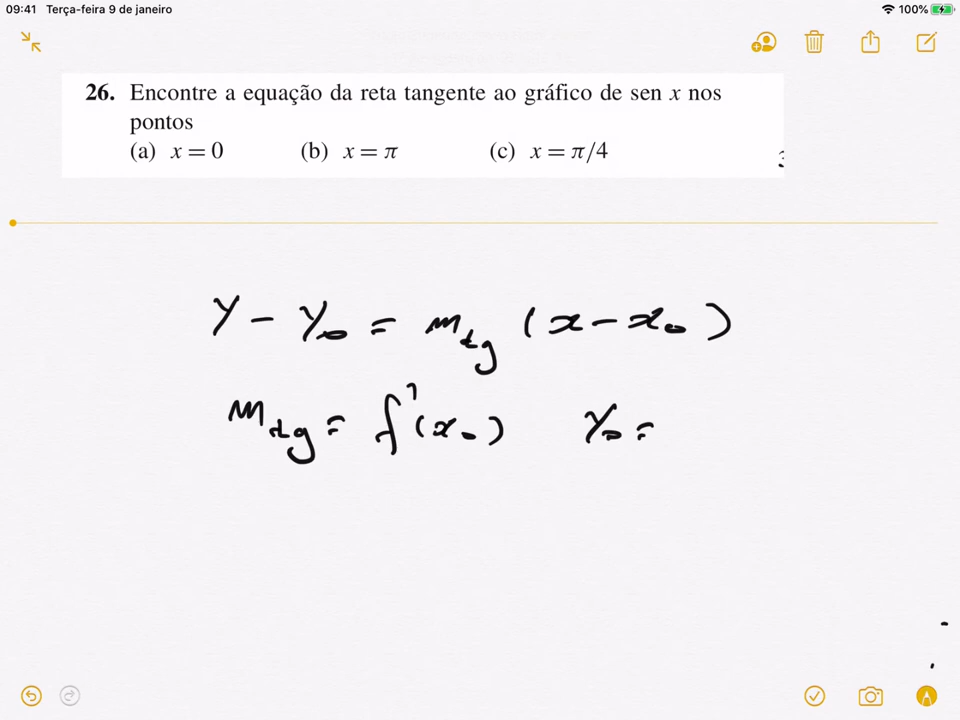 09:41 Terça-feira 9 de janeiro 100%
26. Encontre a equação da reta tangente ao gráfico de sen x nos
pontos
(a) x = 0 (b) x = π (c) x = π/4
y - y₀ = m_tg (x - x₀)
m_tg = f'(x₀) y₀ =